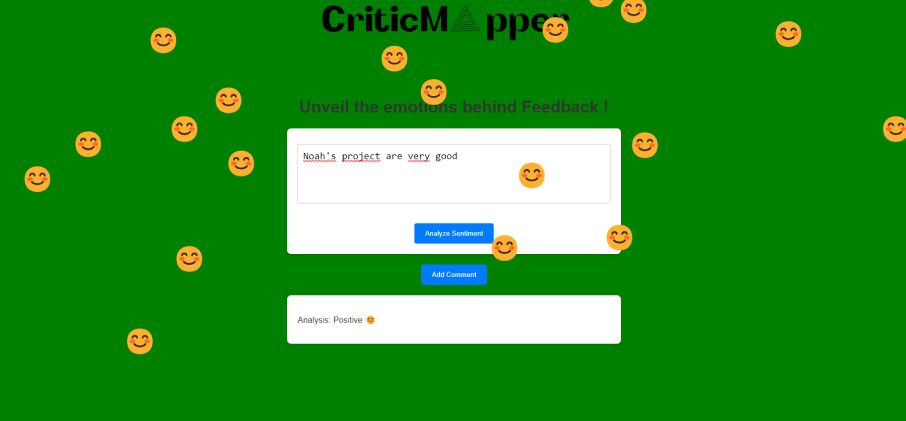 CriticMapper
Unveil the emotions behind Feedback !
Noah's project are very good
Analyze Sentiment
Add Comment
Analysis: Positive 😊